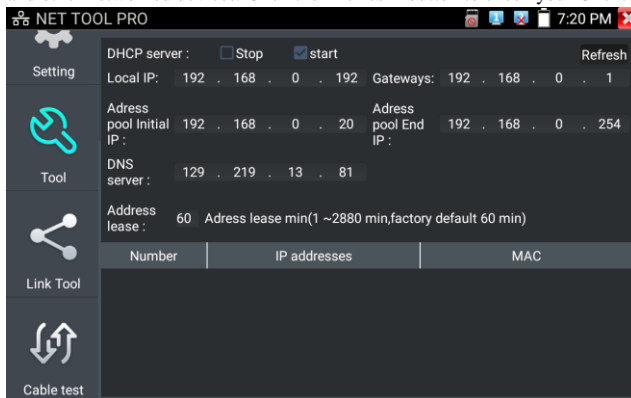 NET TOOL PRO 7:20 PM
Setting
Tool
Link Tool
Cable test
DHCP server : Stop start Refresh
Local IP: 192 . 168 . 0 . 192 Gateways: 192 . 168 . 0 . 1
Adress pool Initial IP : 192 . 168 . 0 . 20 Adress pool End IP : 192 . 168 . 0 . 254
DNS server : 129 . 219 . 13 . 81
Address lease : 60 Adress lease min(1 ~2880 min,factory default 60 min)
Number IP addresses MAC